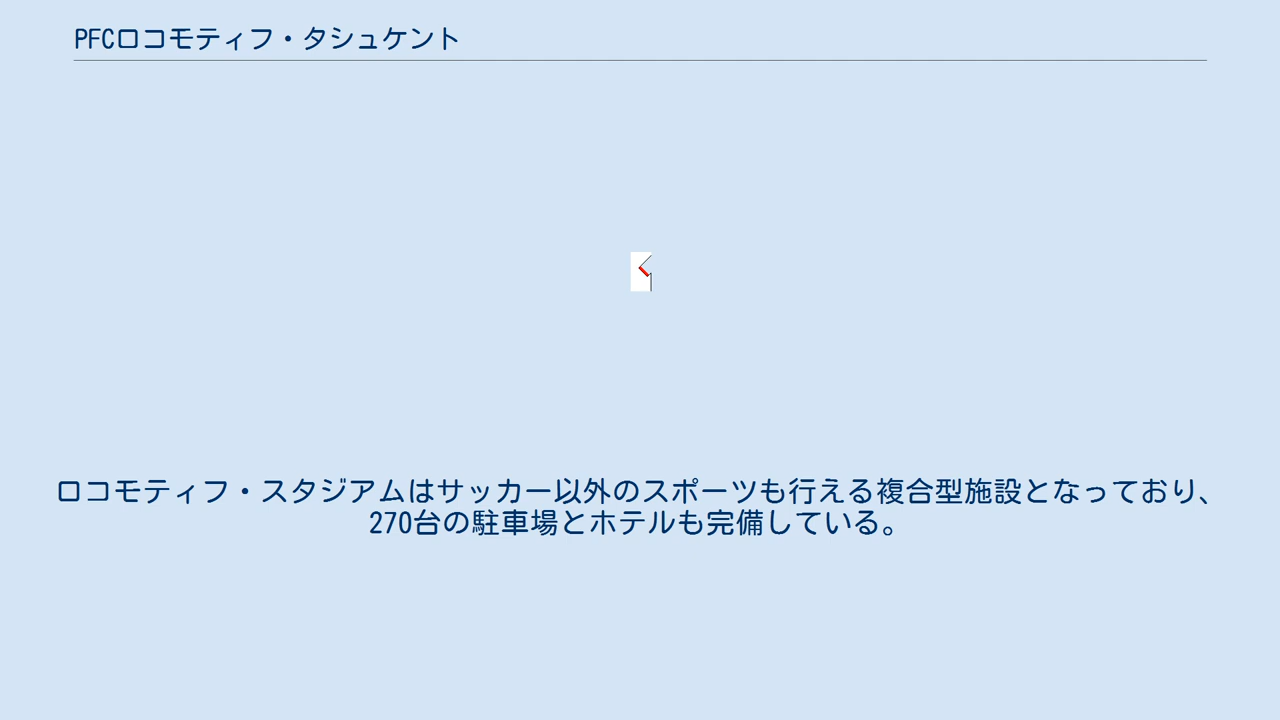 PFCロコモティフ・タシュケント
ロコモティフ・スタジアムはサッカー以外のスポーツも行える複合型施設となっており、
270台の駐車場とホテルも完備している。